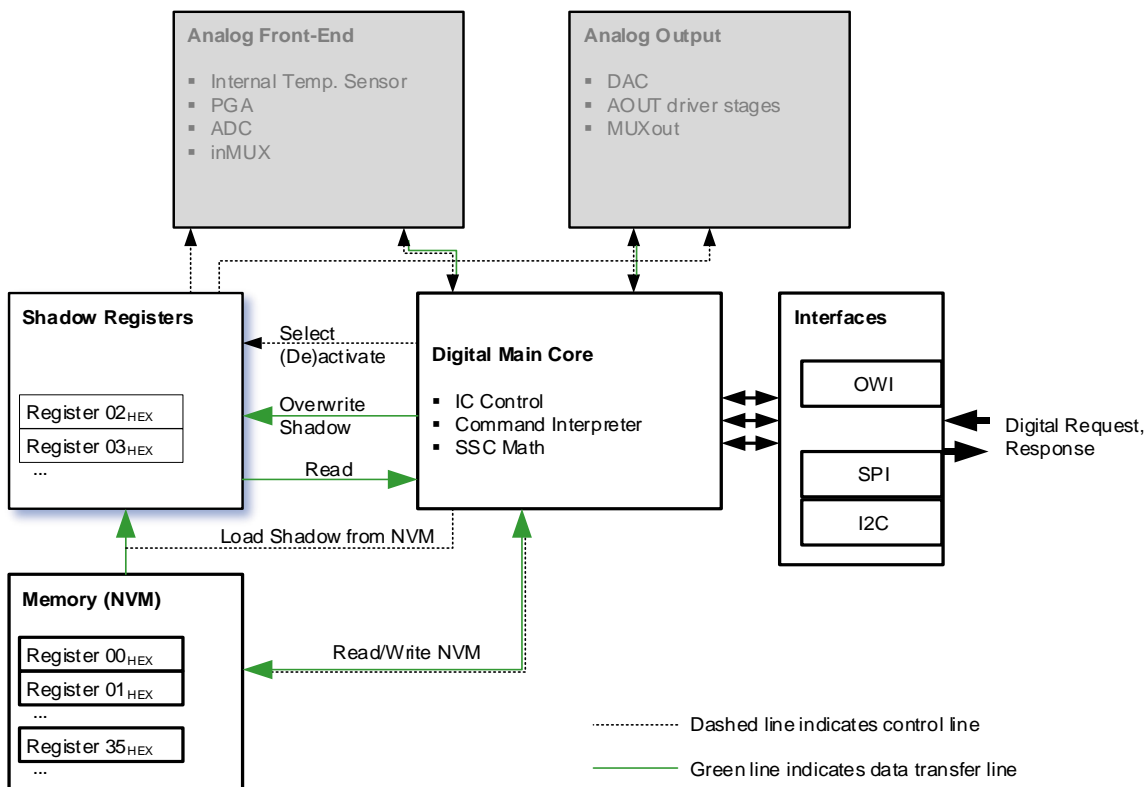 Analog Front-End
▪ Internal Temp. Sensor
▪ PGA
▪ ADC
▪ inMUX
Analog Output
▪ DAC
▪ AOUT driver stages
▪ MUXout
Shadow Registers
Register 02HEX
Register 03HEX
...
Select
(De)activate
Overwrite
Shadow
Read
Load Shadow from NVM
Digital Main Core
▪ IC Control
▪ Command Interpreter
▪ SSC Math
Interfaces
OWI
SPI
I2C
Digital Request,
Response
Memory (NVM)
Register 00HEX
Register 01HEX
...
Register 35HEX
...
Read/Write NVM
Dashed line indicates control line
Green line indicates data transfer line